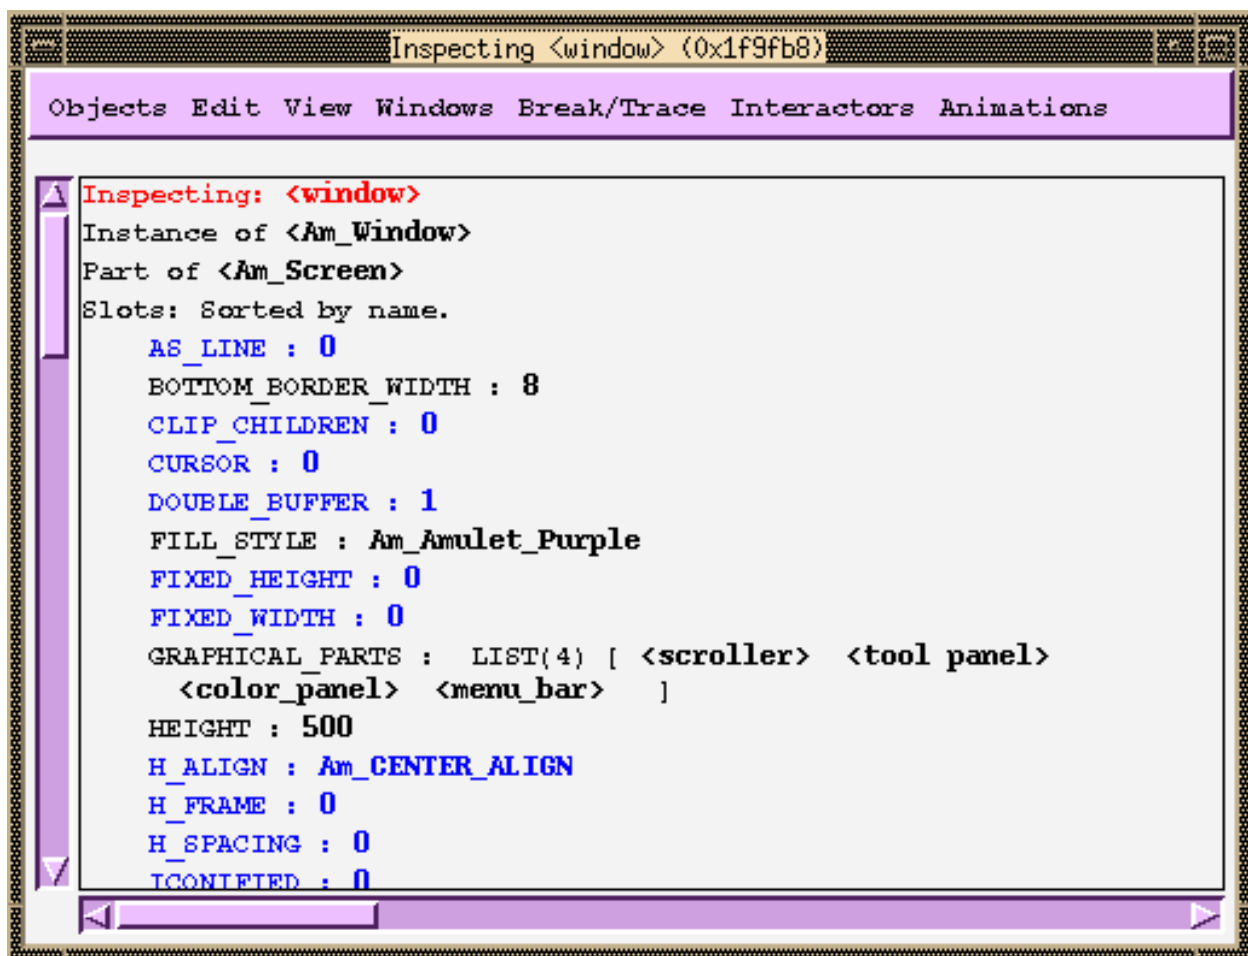 Inspecting <window> (0x1f9fb8)
Objects Edit View Windows Break/Trace Interactors Animations
Inspecting: <window>
Instance of <Am_Window>
Part of <Am_Screen>
Slots: Sorted by name.
AS_LINE : 0
BOTTOM_BORDER_WIDTH : 8
CLIP_CHILDREN : 0
CURSOR : 0
DOUBLE_BUFFER : 1
FILL_STYLE : Am_Amulet_Purple
FIXED_HEIGHT : 0
FIXED_WIDTH : 0
GRAPHICAL_PARTS : LIST(4) [ <scroller> <tool panel>
<color_panel> <menu_bar> ]
HEIGHT : 500
H_ALIGN : Am_CENTER_ALIGN
H_FRAME : 0
H_SPACING : 0
ICONIFIED : 0